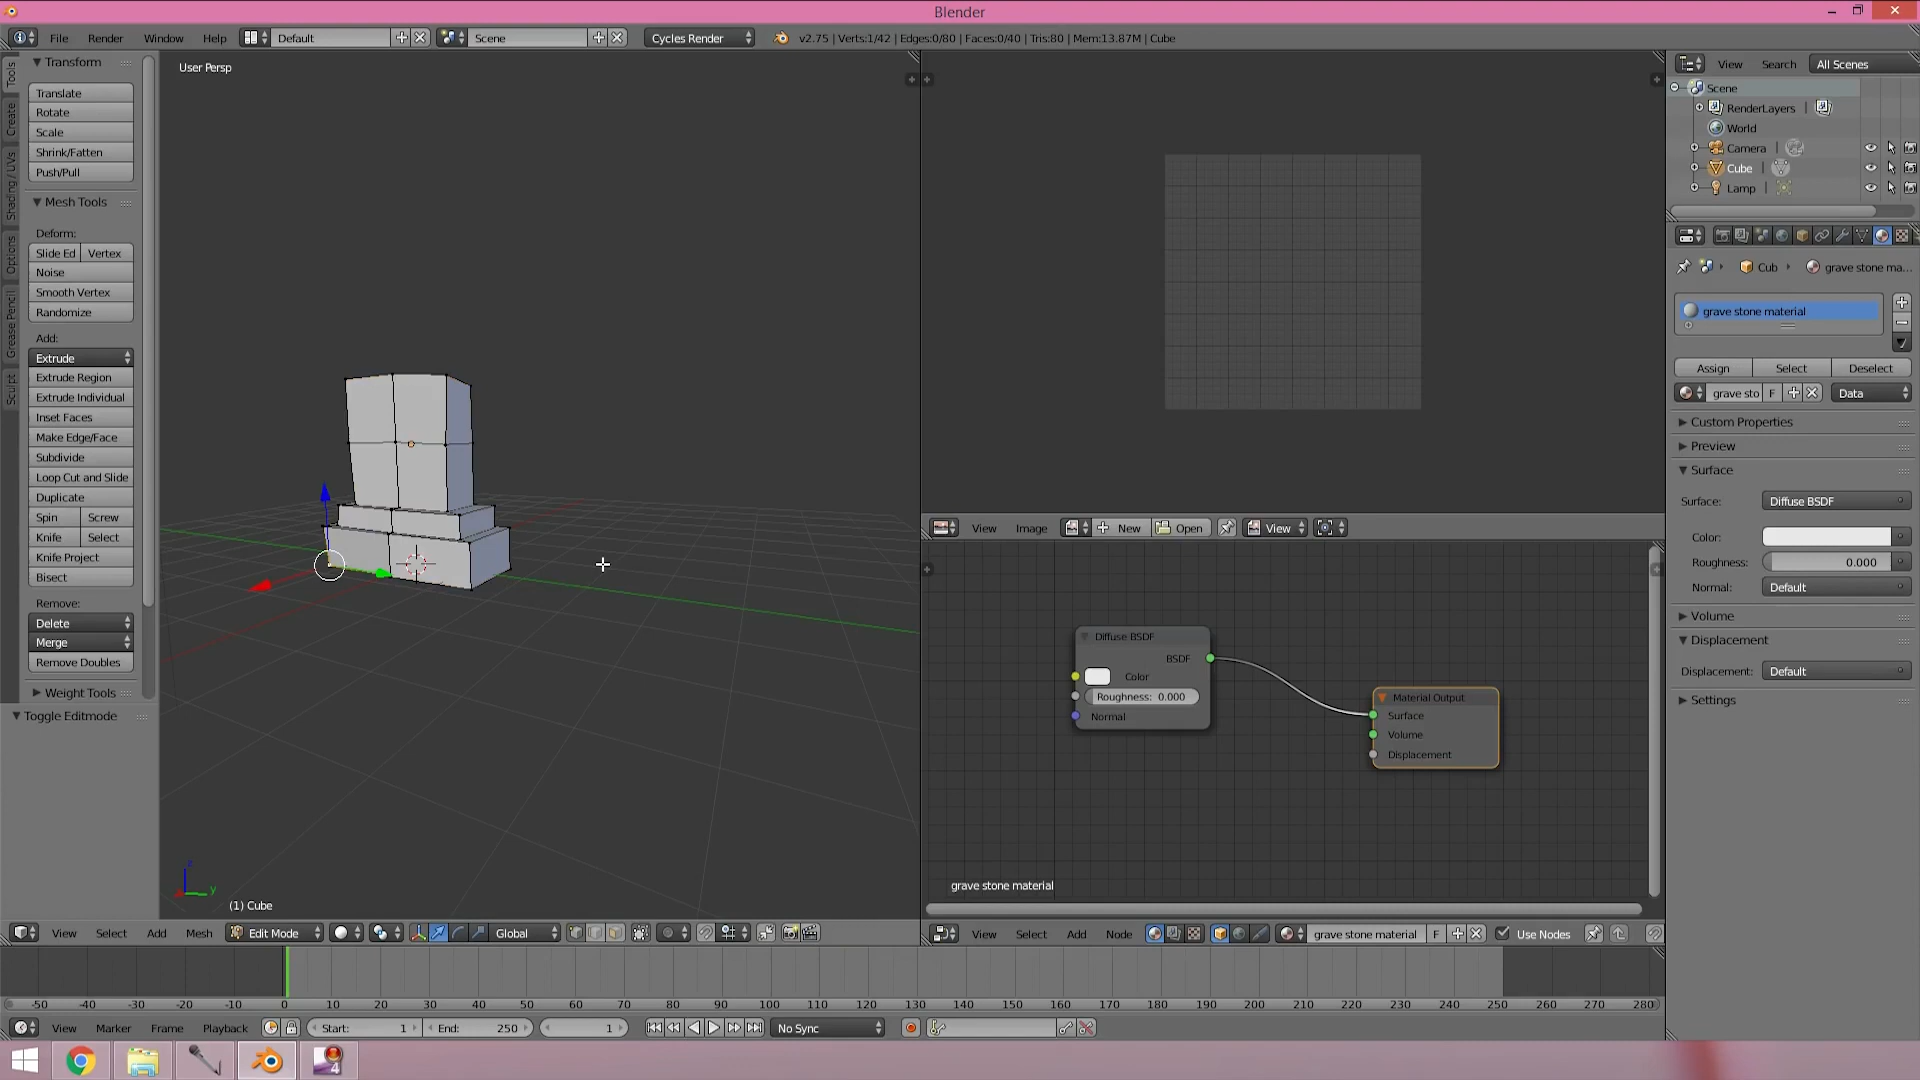 Blender
File Render Window Help Default Scene Cycles Render v2.75 | Verts:1/42 | Edges:0/80 | Faces:0/40 | Tris:80 | Mem:13.87M | Cube
Tools
Create
Shading / UVs
Options
Grease Pencil
Sculpt
Transform
Translate
Rotate
Scale
Shrink/Fatten
Push/Pull
Mesh Tools
Deform:
Slide Ed Vertex
Noise
Smooth Vertex
Randomize
Add:
Extrude
Extrude Region
Extrude Individual
Inset Faces
Make Edge/Face
Subdivide
Loop Cut and Slide
Duplicate
Spin Screw
Knife Select
Knife Project
Bisect
Remove:
Delete
Merge
Remove Doubles
Weight Tools
Toggle Editmode
User Persp
z
y
(1) Cube
View Select Add Mesh Edit Mode Global
View Image New Open View
Diffuse BSDF
BSDF
Color
Roughness: 0.000
Normal
Material Output
Surface
Volume
Displacement
grave stone material
View Select Add Node grave stone material F Use Nodes
View Search All Scenes
Scene
RenderLayers
World
Camera
Cube
Lamp
Cub grave stone ma...
grave stone material
Assign Select Deselect
grave sto F Data
Custom Properties
Preview
Surface
Surface: Diffuse BSDF
Color:
Roughness: 0.000
Normal: Default
Volume
Displacement
Displacement: Default
Settings
-50 -40 -30 -20 -10 0 10 20 30 40 50 60 70 80 90 100 110 120 130 140 150 160 170 180 190 200 210 220 230 240 250 260 270 280
View Marker Frame Playback Start: 1 End: 250 1 No Sync
4